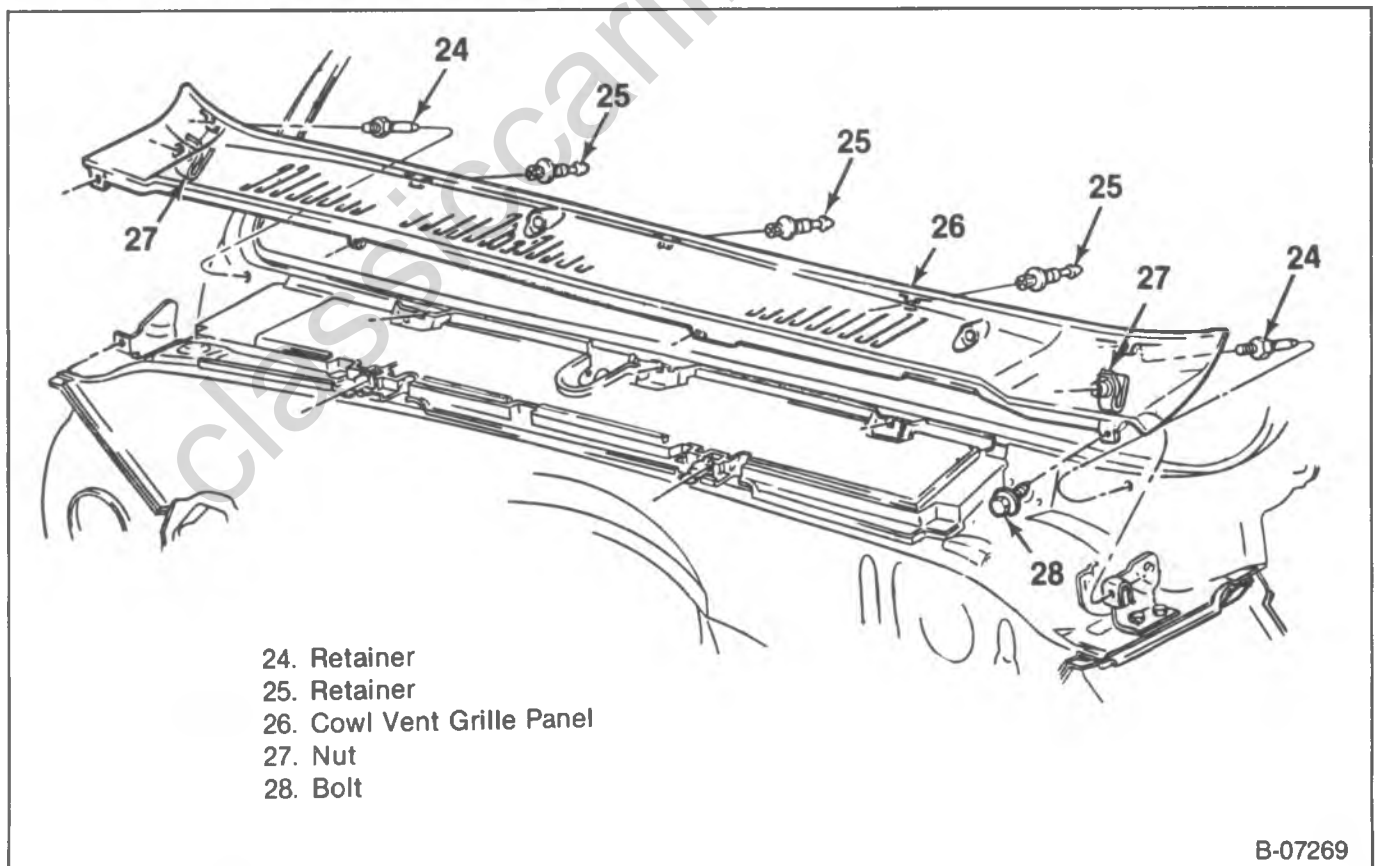 24
25
25
25
26
27
24
27
28
24. Retainer
25. Retainer
26. Cowl Vent Grille Panel
27. Nut
28. Bolt
B-07269
classiccarm